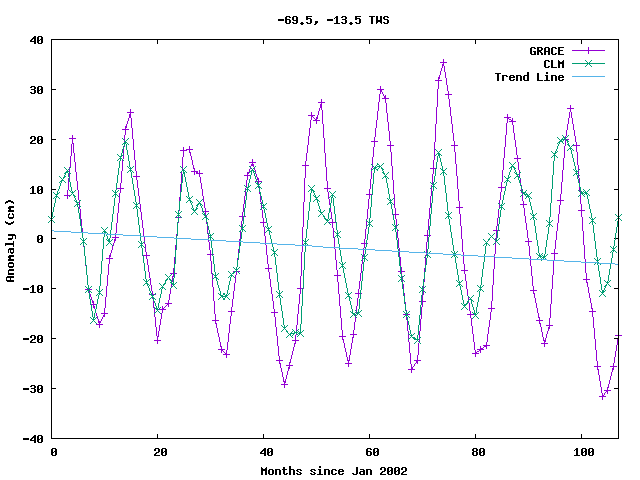 -69.5, -13.5 TWS
GRACE
CLM
Trend Line
40
30
20
10
0
-10
-20
-30
-40
Anomaly (cm)
0 20 40 60 80 100
Months since Jan 2002